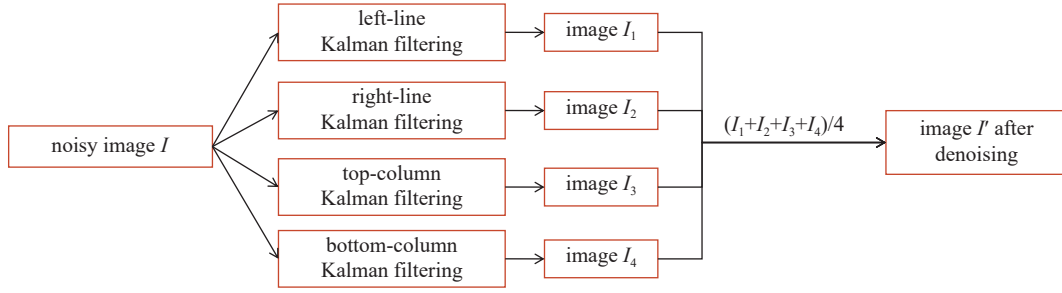 noisy image I
left-line
Kalman filtering
right-line
Kalman filtering
top-column
Kalman filtering
bottom-column
Kalman filtering
image I₁
image I₂
image I₃
image I₄
(I₁+I₂+I₃+I₄)/4
image I′ after
denoising